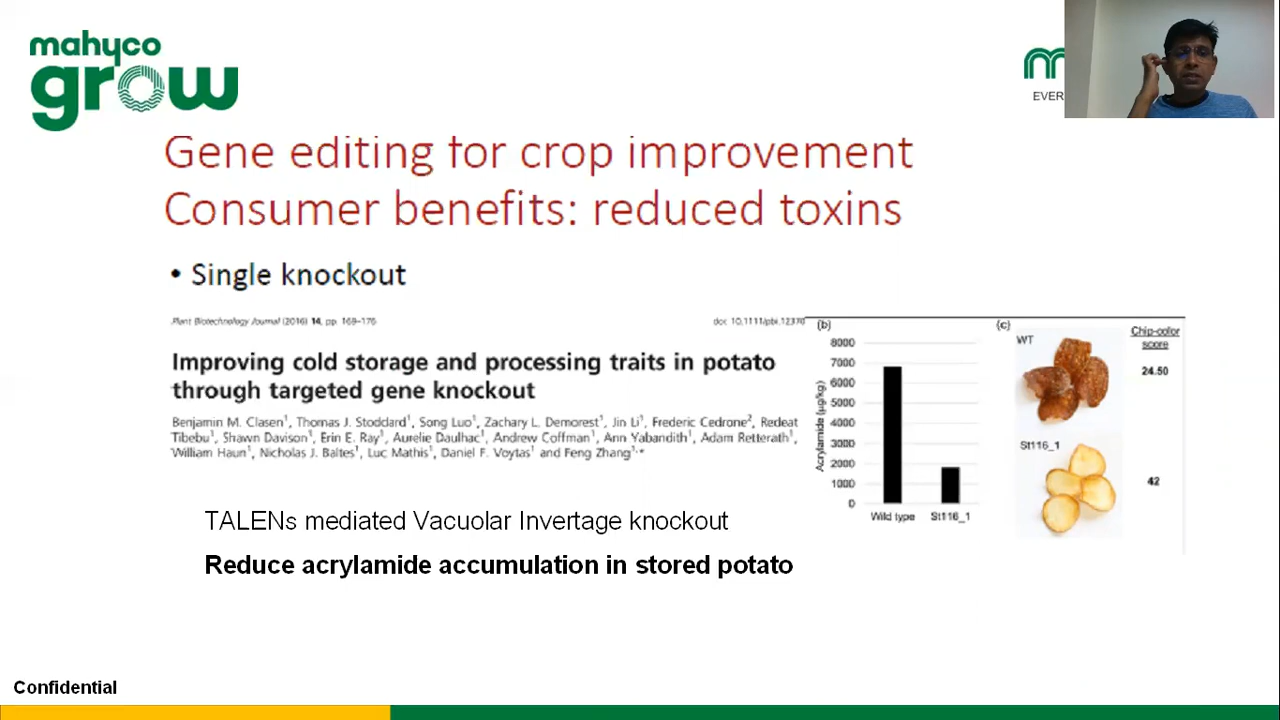 mahyco
grow
EVER
Gene editing for crop improvement
Consumer benefits: reduced toxins
• Single knockout
Plant Biotechnology Journal (2016) 14, pp. 169–176
doi: 10.1111/pbi.12370
Improving cold storage and processing traits in potato
through targeted gene knockout
Benjamin M. Clasen¹, Thomas J. Stoddard¹, Song Luo¹, Zachary L. Demorest¹, Jin Li¹, Frederic Cedrone², Redeat
Tibebu¹, Shawn Davison¹, Erin E. Ray¹, Aurelie Daulhac¹, Andrew Coffman¹, Ann Yabandith¹, Adam Retterath¹,
William Haun¹, Nicholas J. Baltes¹, Luc Mathis¹, Daniel F. Voytas¹ and Feng Zhang¹,*
(b)
8000
7000
6000
5000
4000
3000
2000
1000
0
Acrylamide (µg/kg)
Wild type
St116_1
(c)
Chip-color
score
WT
24.50
St116_1
42
TALENs mediated Vacuolar Invertage knockout
Reduce acrylamide accumulation in stored potato
Confidential